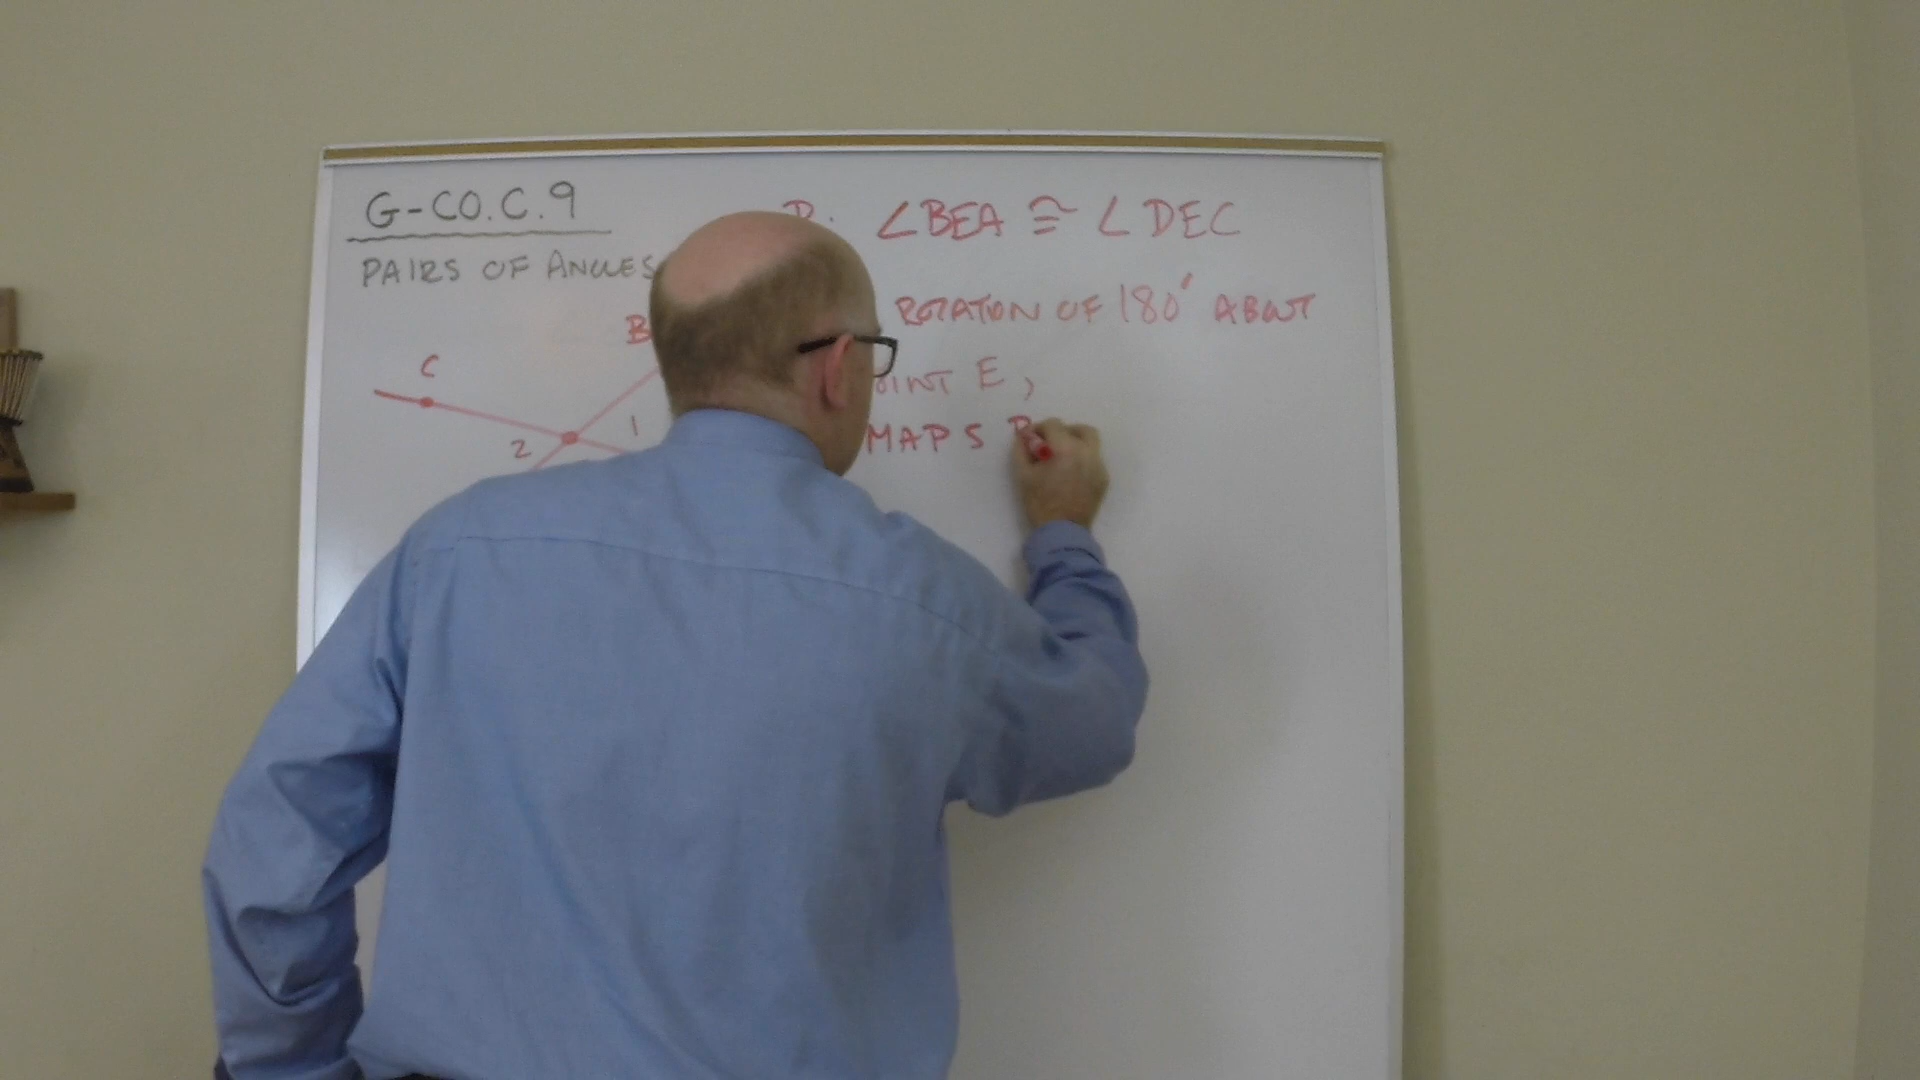 G-CO.C.9
PAIRS OF ANGLES
∠BEA ≅ ∠DEC
ROTATION OF 180° ABOUT
POINT E,
MAPS
B
C
1
2